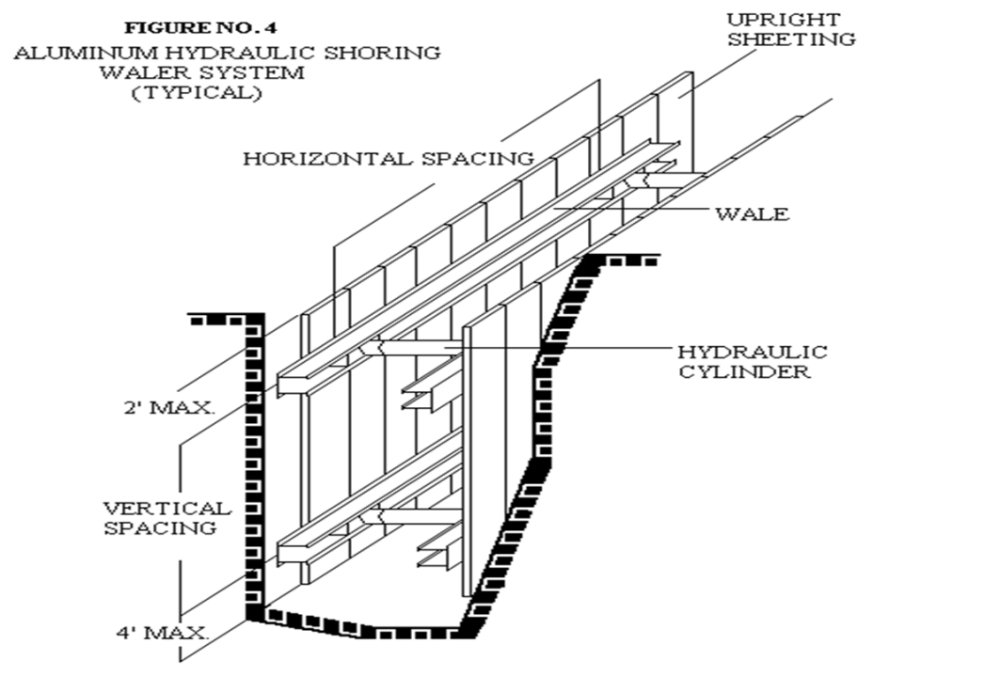 FIGURE NO. 4
ALUMINUM HYDRAULIC SHORING
WALER SYSTEM
(TYPICAL)
UPRIGHT
SHEETING
HORIZONTAL SPACING
WALE
HYDRAULIC
CYLINDER
2' MAX.
VERTICAL
SPACING
4' MAX.